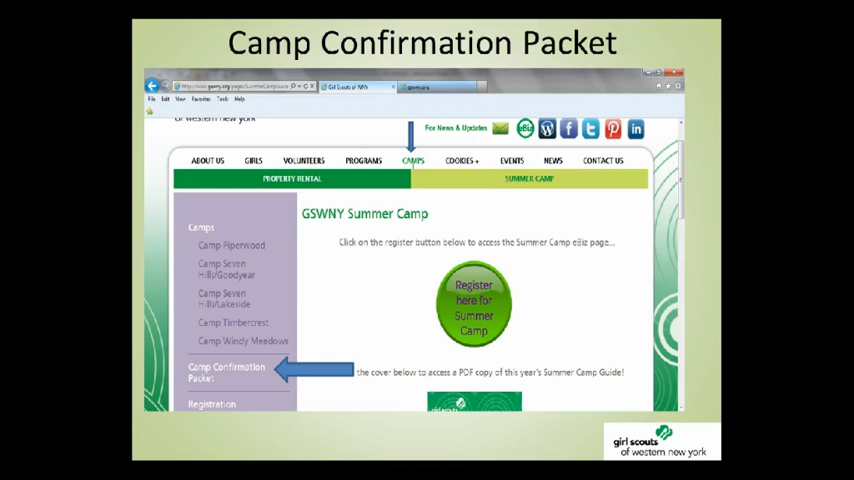 Camp Confirmation Packet
Girl Scouts of WNY
gswny.org
File Edit View Favorites Tools Help
of western new york
For News & Updates
eBiz
ABOUT US GIRLS VOLUNTEERS PROGRAMS CAMPS COOKIES + EVENTS NEWS CONTACT US
PROPERTY RENTAL SUMMER CAMP
GSWNY Summer Camp
Click on the register button below to access the Summer Camp eBiz page...
Register
here for
Summer
Camp
the cover below to access a PDF copy of this year's Summer Camp Guide!
Camps
Camp Piperwood
Camp Seven
Hills/Goodyear
Camp Seven
Hills/Lakeside
Camp Timbercrest
Camp Windy Meadows
Camp Confirmation
Packet
Registration
girl scouts
girl scouts
of western new york